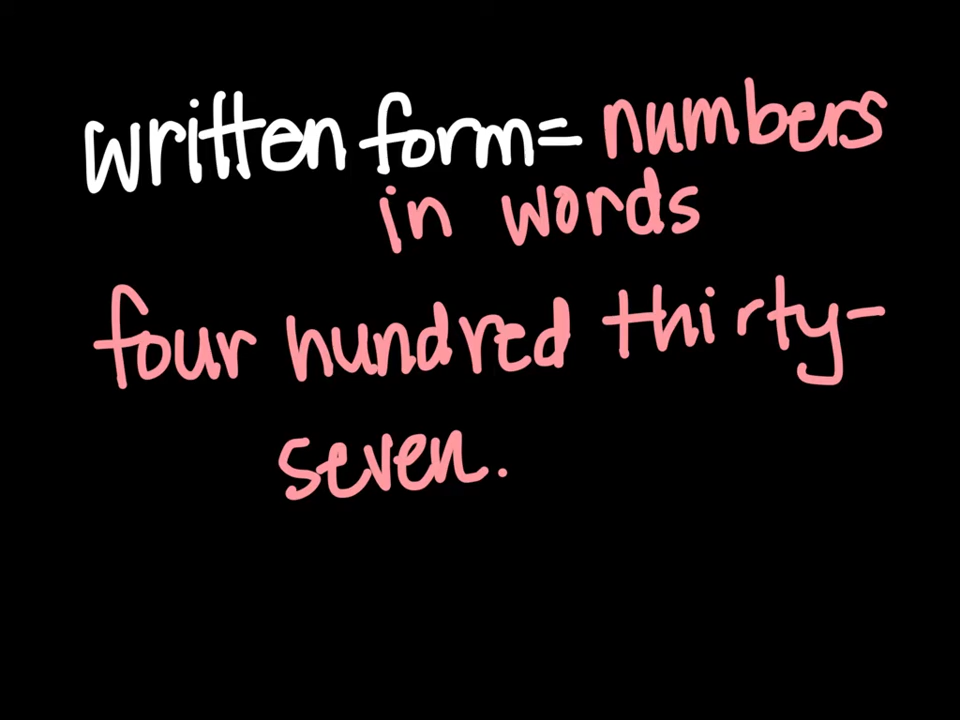 written form= numbers
in words
four hundred thirty-
seven.